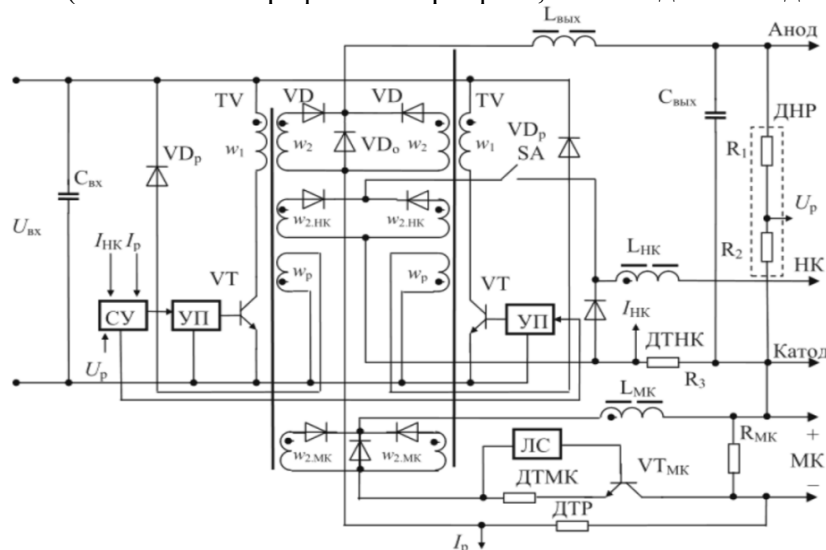 Lвых
Анод
TV
VD
VD
TV
Cвых
ДНР
VDр
w1
w2
VDо
w2
w1
VDр
SA
R1
Cвх
Uр
w2.НК
w2.НК
Uвх
R2
LНК
IНК Iр
wр
wр
НК
VT
VT
IНК
СУ
УП
УП
ДТНК
Катод
Uр
R3
LМК
RМК
+
w2.МК
w2.МК
ЛС
МК
VTМК
ДТМК
–
ДТР
Iр